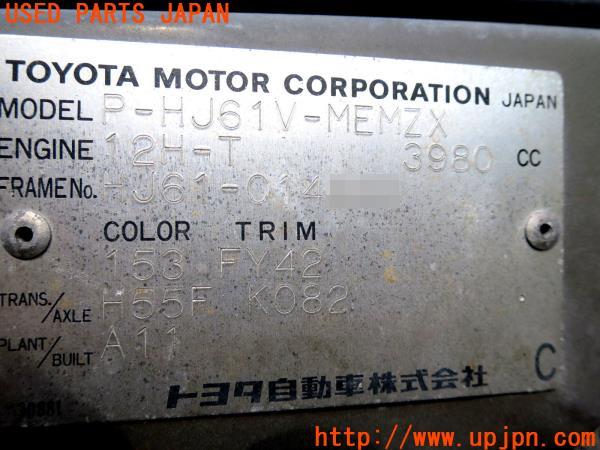 USED PARTS JAPAN
TOYOTA MOTOR CORPORATION JAPAN
MODEL P-HJ61V-MEMZX
ENGINE 12H-T 3980 CC
FRAME No. HJ61-014
COLOR TRIM
153 FY42
TRANS./AXLE H55F K082
PLANT/BUILT A11
トヨタ自動車株式会社 C
http://www.upjpn.com